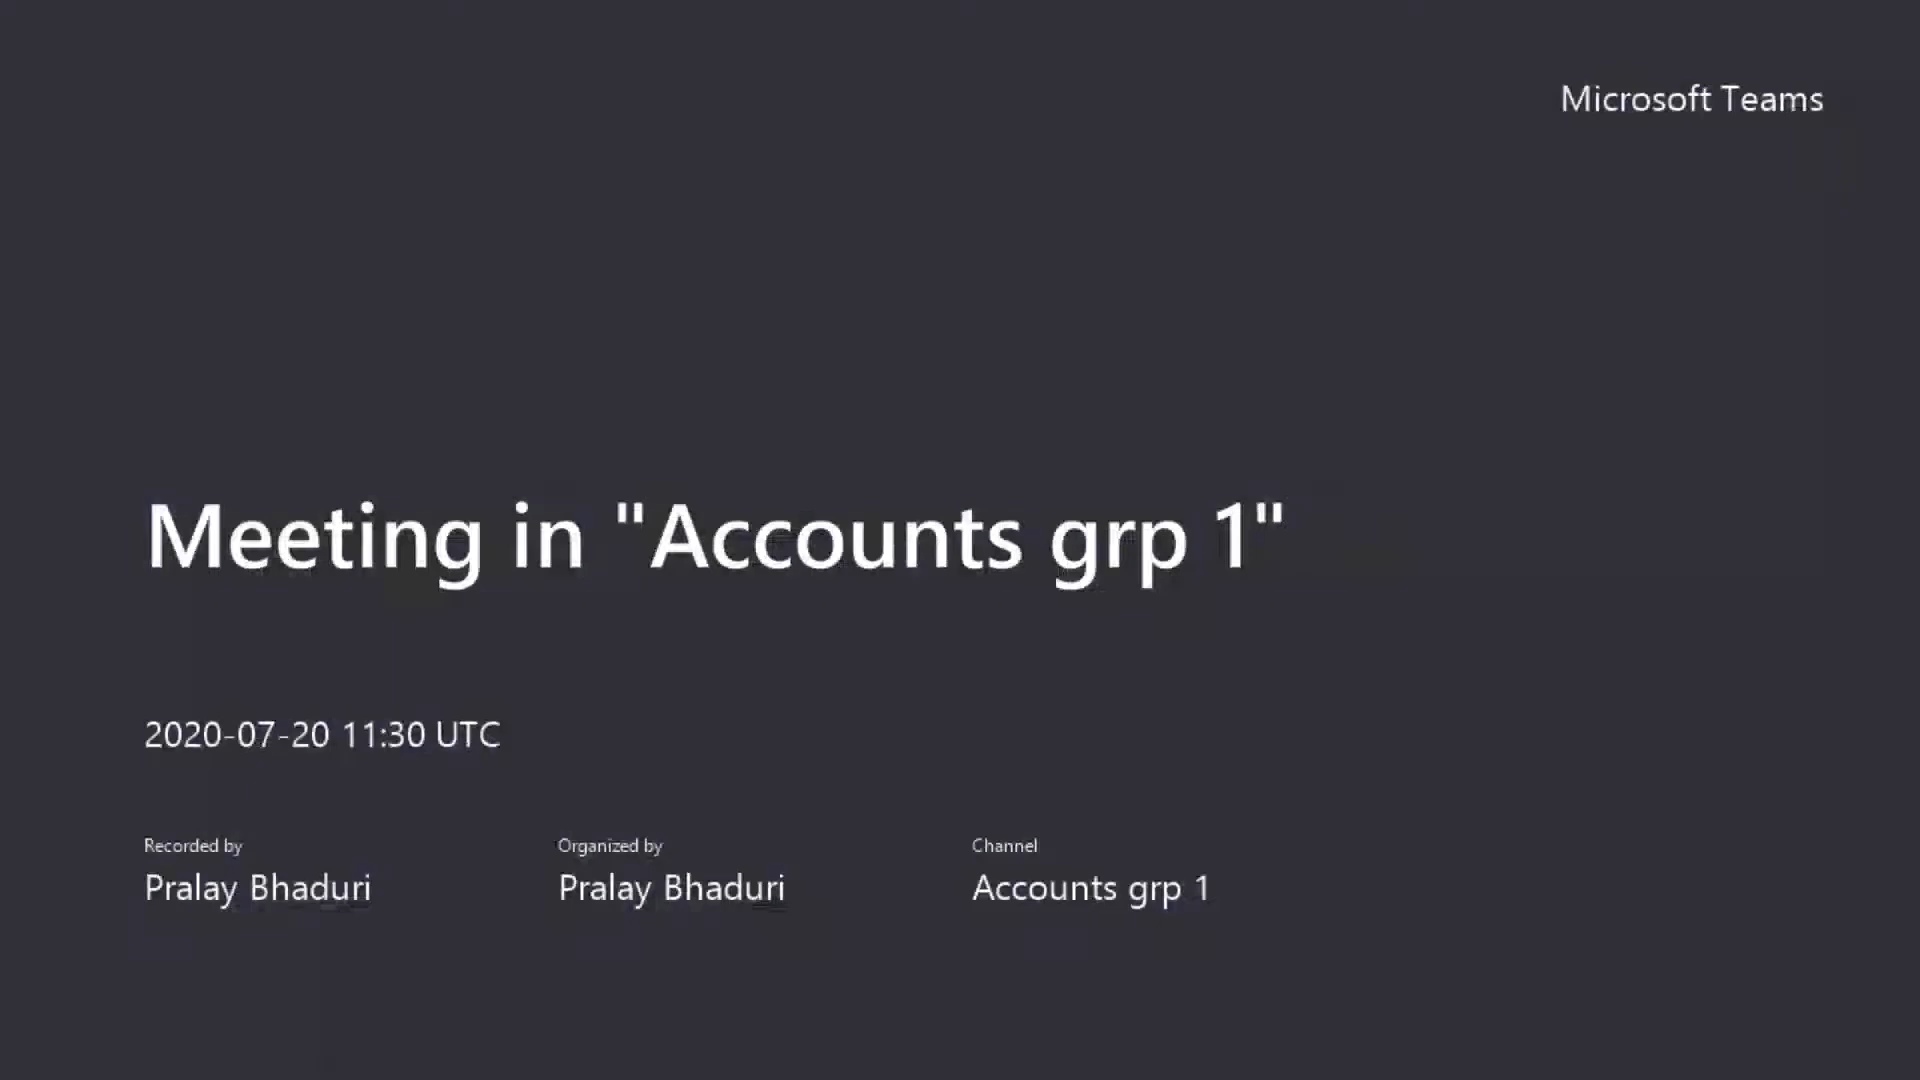 Microsoft Teams
Meeting in "Accounts grp 1"
2020-07-20 11:30 UTC
Recorded by
Pralay Bhaduri
Organized by
Pralay Bhaduri
Channel
Accounts grp 1